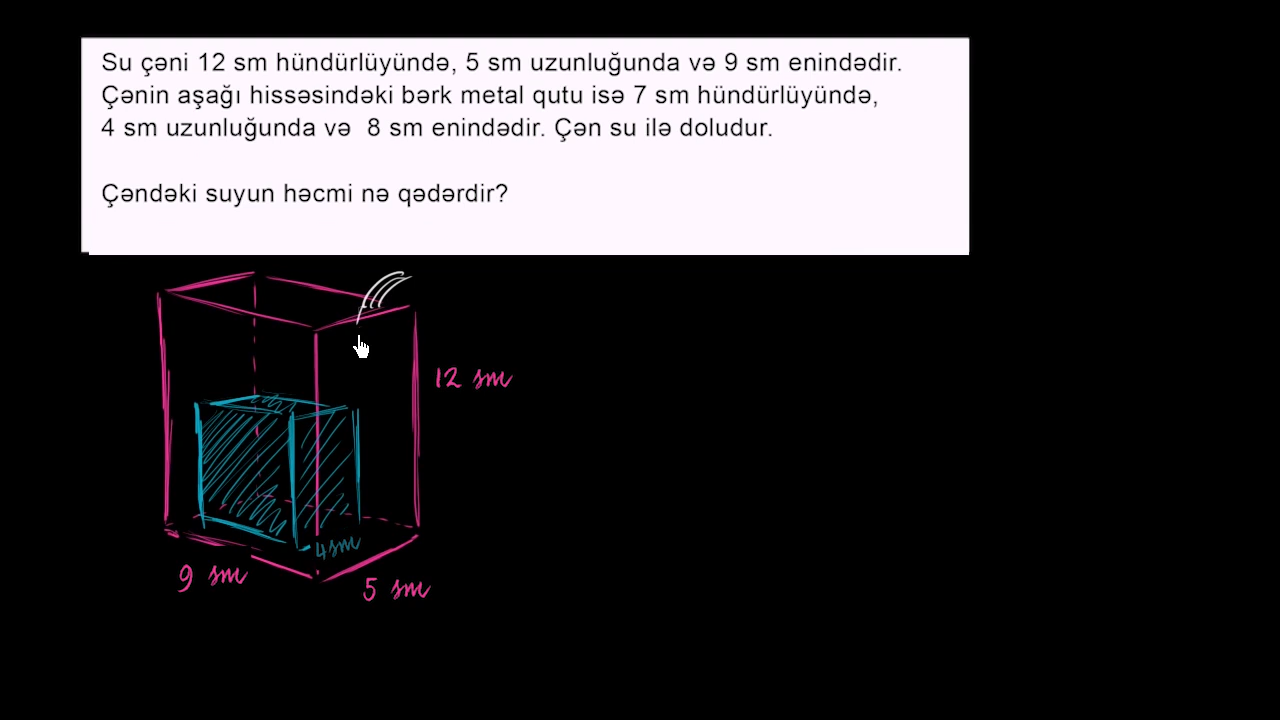 Su çəni 12 sm hündürlüyündə, 5 sm uzunluğunda və 9 sm enindədir.
Çənin aşağı hissəsindəki bərk metal qutu isə 7 sm hündürlüyündə,
4 sm uzunluğunda və 8 sm enindədir. Çən su ilə doludur.
Çəndəki suyun həcmi nə qədərdir?
12 sm
4 sm
9 sm
5 sm